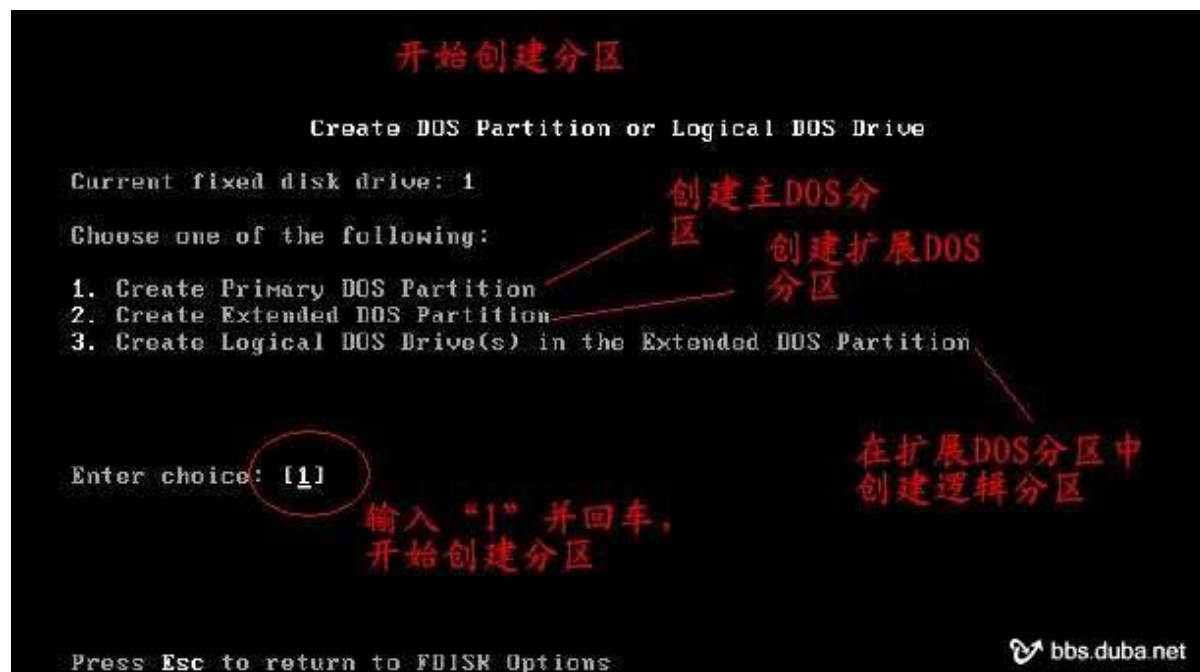 开始创建分区
Create DOS Partition or Logical DOS Drive
Current fixed disk drive: 1
创建主DOS分
区
Choose one of the following:
创建扩展DOS
分区
1. Create Primary DOS Partition
2. Create Extended DOS Partition
3. Create Logical DOS Drive(s) in the Extended DOS Partition
在扩展DOS分区中
创建逻辑分区
Enter choice: [1]
输入“1”并回车，
开始创建分区
Press Esc to return to FDISK Options
bbs.duba.net